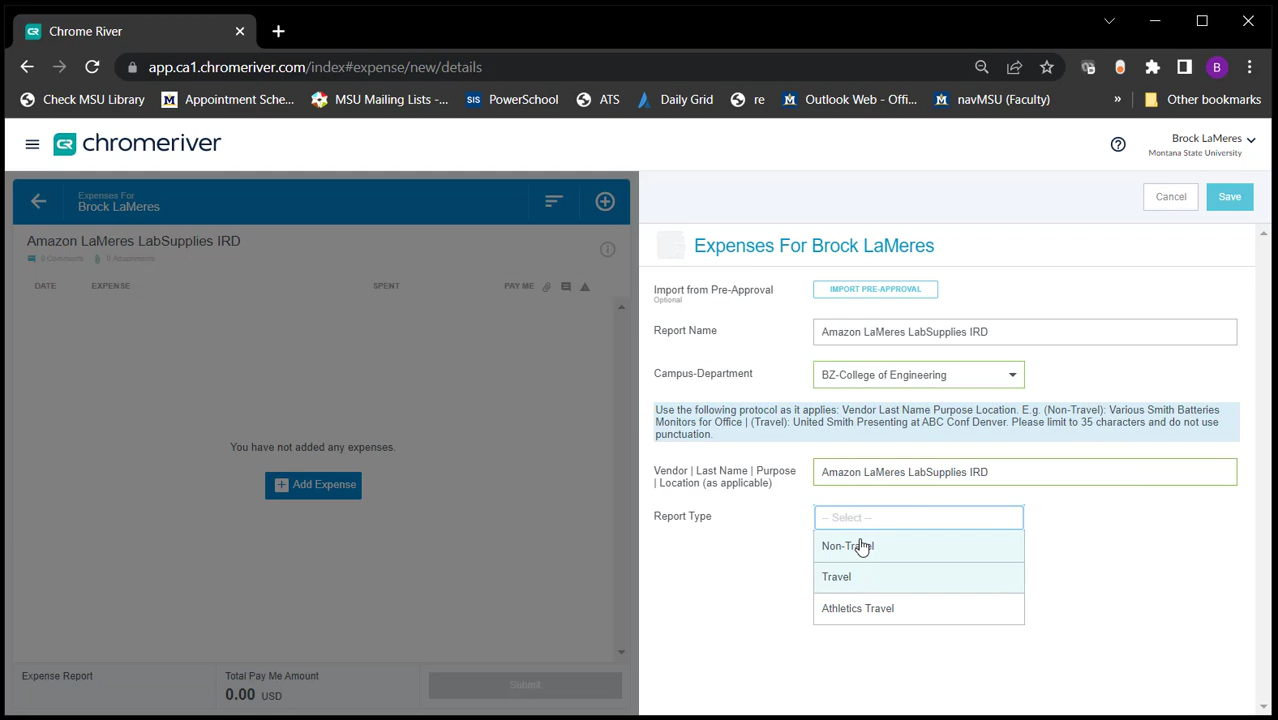 Chrome River
app.ca1.chromeriver.com/index#expense/new/details
B
Check MSU Library
Appointment Sche...
MSU Mailing Lists -...
SIS
PowerSchool
ATS
Daily Grid
re
Outlook Web - Offi...
navMSU (Faculty)
»
Other bookmarks
CR chromeriver
Brock LaMeres
Montana State University
Expenses For
Brock LaMeres
Cancel
Save
Amazon LaMeres LabSupplies IRD
0 Comments
0 Attachments
DATE
EXPENSE
SPENT
PAY ME
You have not added any expenses.
Add Expense
Expense Report
Total Pay Me Amount
0.00 USD
Submit
Expenses For Brock LaMeres
Import from Pre-Approval
Optional
IMPORT PRE-APPROVAL
Report Name
Amazon LaMeres LabSupplies IRD
Campus-Department
BZ-College of Engineering
Use the following protocol as it applies: Vendor Last Name Purpose Location. E.g. (Non-Travel): Various Smith Batteries
Monitors for Office | (Travel): United Smith Presenting at ABC Conf Denver. Please limit to 35 characters and do not use
punctuation.
Vendor | Last Name | Purpose
| Location (as applicable)
Amazon LaMeres LabSupplies IRD
Report Type
-- Select --
Non-Travel
Travel
Athletics Travel